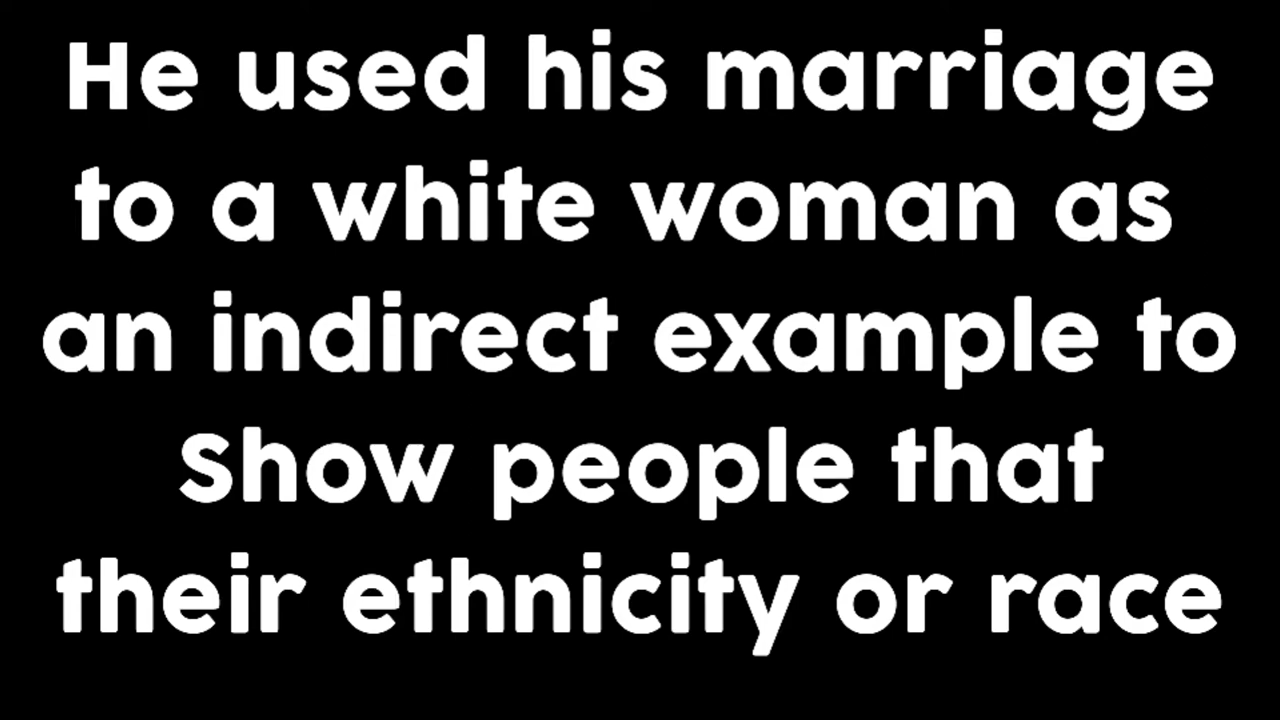 He used his marriage
to a white woman as
an indirect example to
Show people that
their ethnicity or race